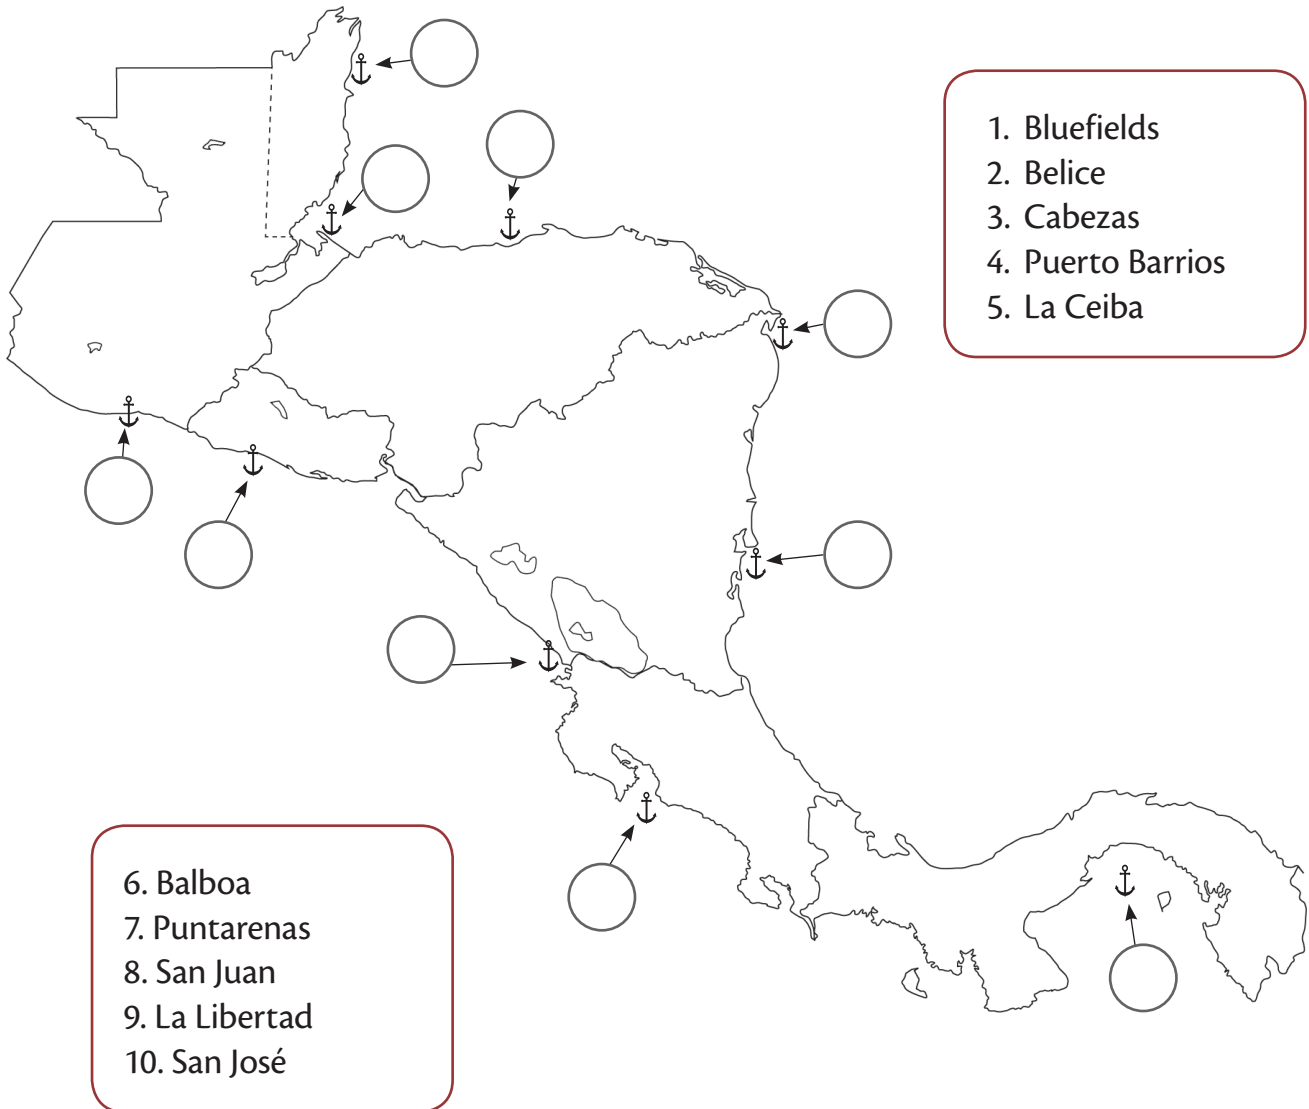 1. Bluefields
2. Belice
3. Cabezas
4. Puerto Barrios
5. La Ceiba
6. Balboa
7. Puntarenas
8. San Juan
9. La Libertad
10. San José